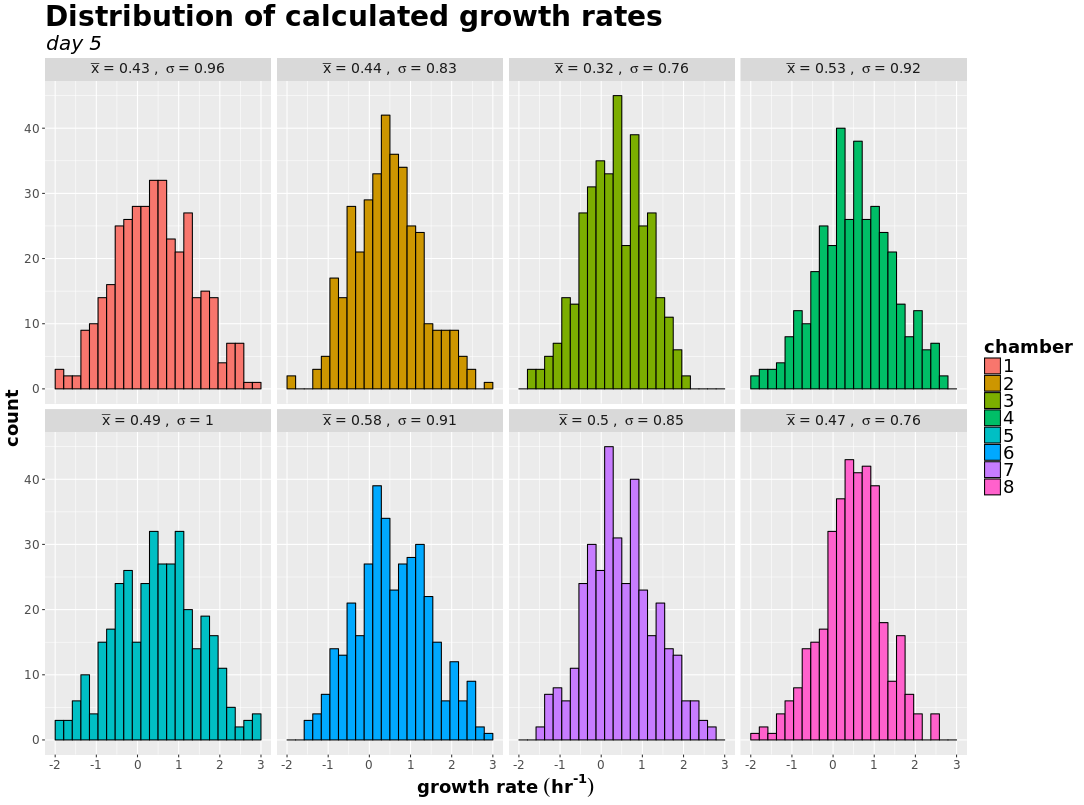 Distribution of calculated growth rates
day 5
x̅ = 0.43 , σ = 0.96
x̅ = 0.44 , σ = 0.83
x̅ = 0.32 , σ = 0.76
x̅ = 0.53 , σ = 0.92
40
30
20
10
0
x̅ = 0.49 , σ = 1
x̅ = 0.58 , σ = 0.91
x̅ = 0.5 , σ = 0.85
x̅ = 0.47 , σ = 0.76
40
30
20
10
0
-2 -1 0 1 2 3
-2 -1 0 1 2 3
-2 -1 0 1 2 3
-2 -1 0 1 2 3
count
growth rate (hr⁻¹)
chamber
1
2
3
4
5
6
7
8